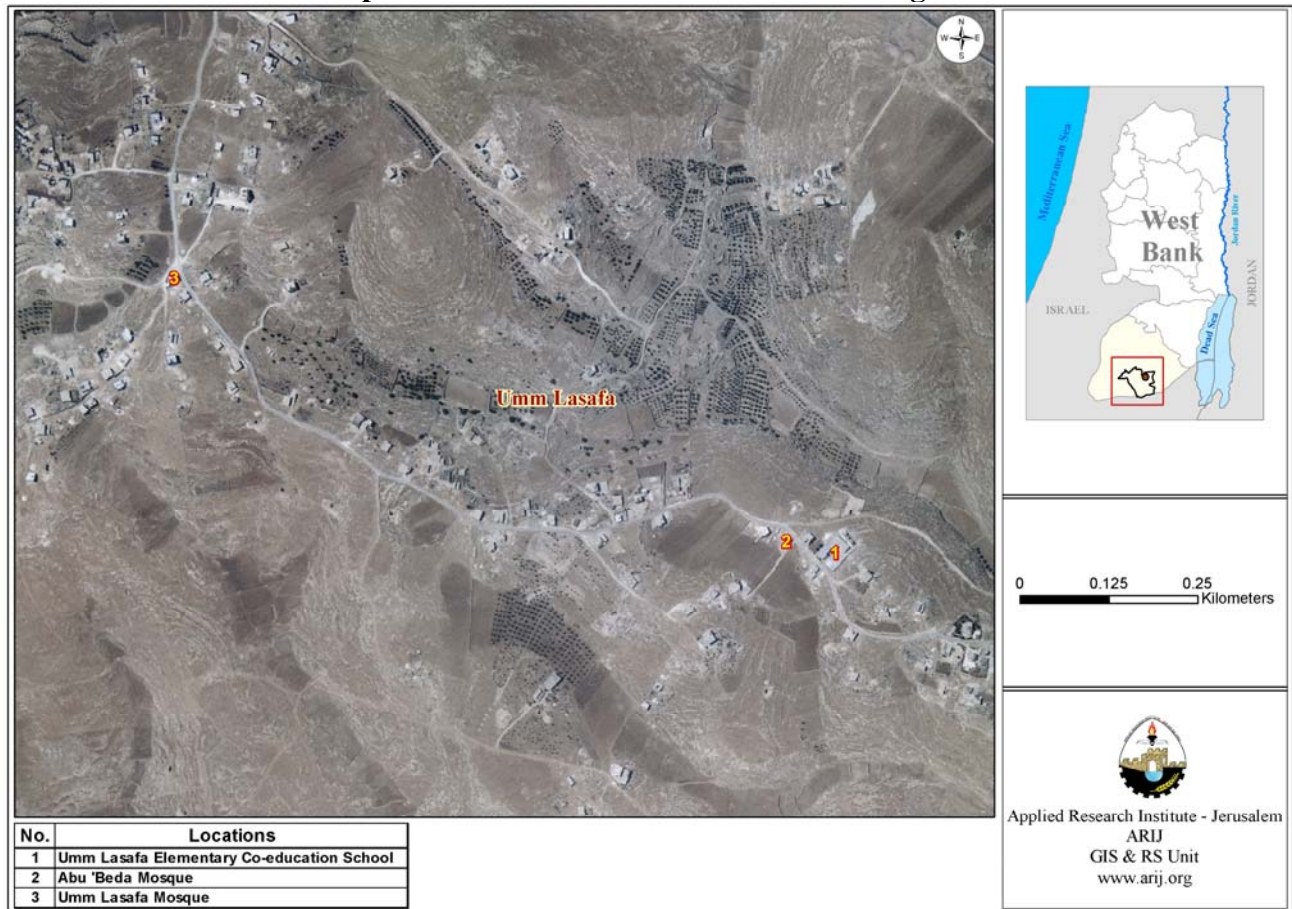 N
W E
S
3
Umm Lasafa
2
1
Mediterranean Sea
West
Bank
Jordan River
ISRAEL
JORDAN
Dead Sea
0 0.125 0.25
Kilometers
Applied Research Institute - Jerusalem
ARIJ
GIS & RS Unit
www.arij.org
No. Locations
1 Umm Lasafa Elementary Co-education School
2 Abu 'Beda Mosque
3 Umm Lasafa Mosque